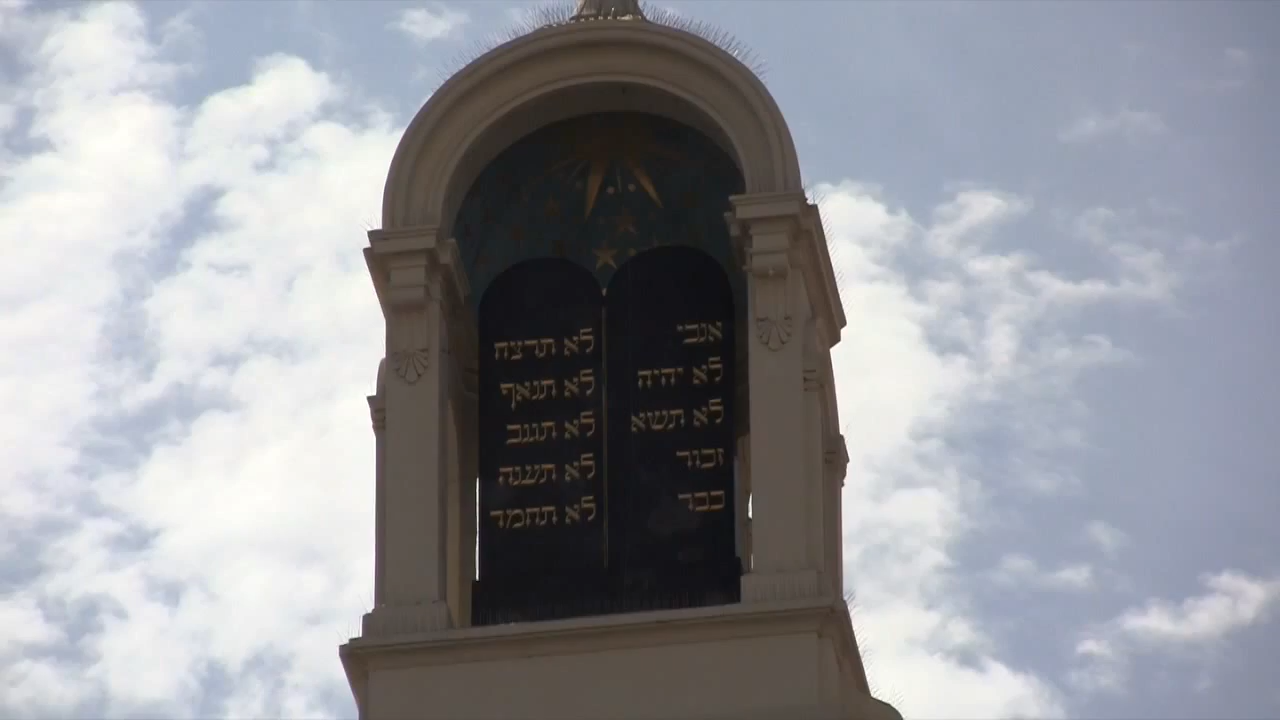 אנכי
לא יהיה
לא תשא
זכור
כבד
לא תרצח
לא תנאף
לא תגנב
לא תענה
לא תחמד